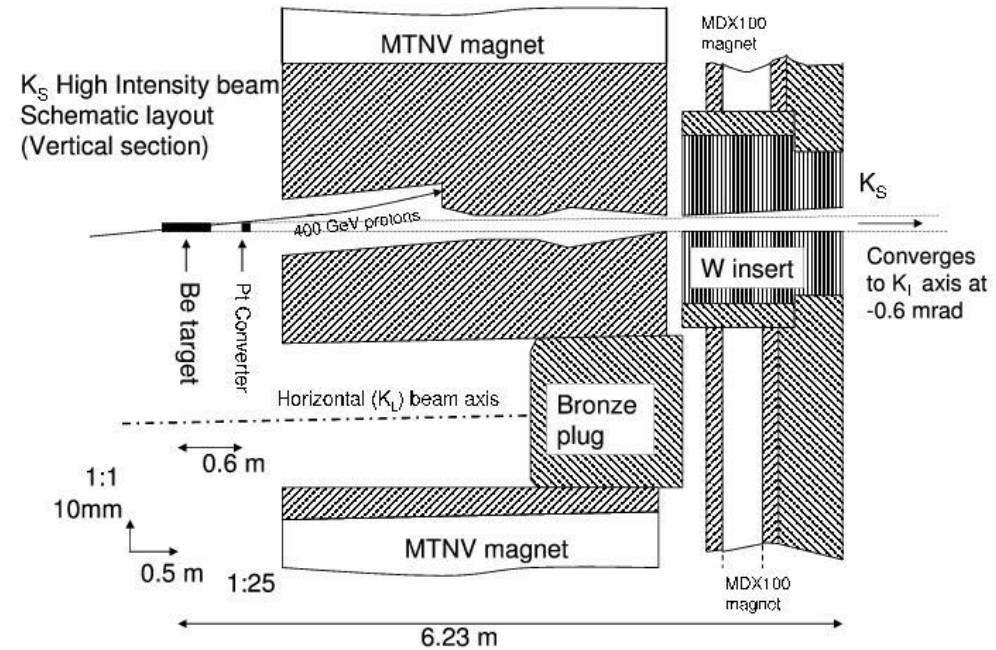 MDX100
magnet
MTNV magnet
K_S High Intensity beam
Schematic layout
(Vertical section)
K_S
400 GeV protons
W insert
Converges
to K_L axis at
-0.6 mrad
Be target
Pt Converter
Horizontal (K_L) beam axis
Bronze
plug
0.6 m
1:1
10mm
0.5 m
1:25
MTNV magnet
MDX100
magnet
6.23 m